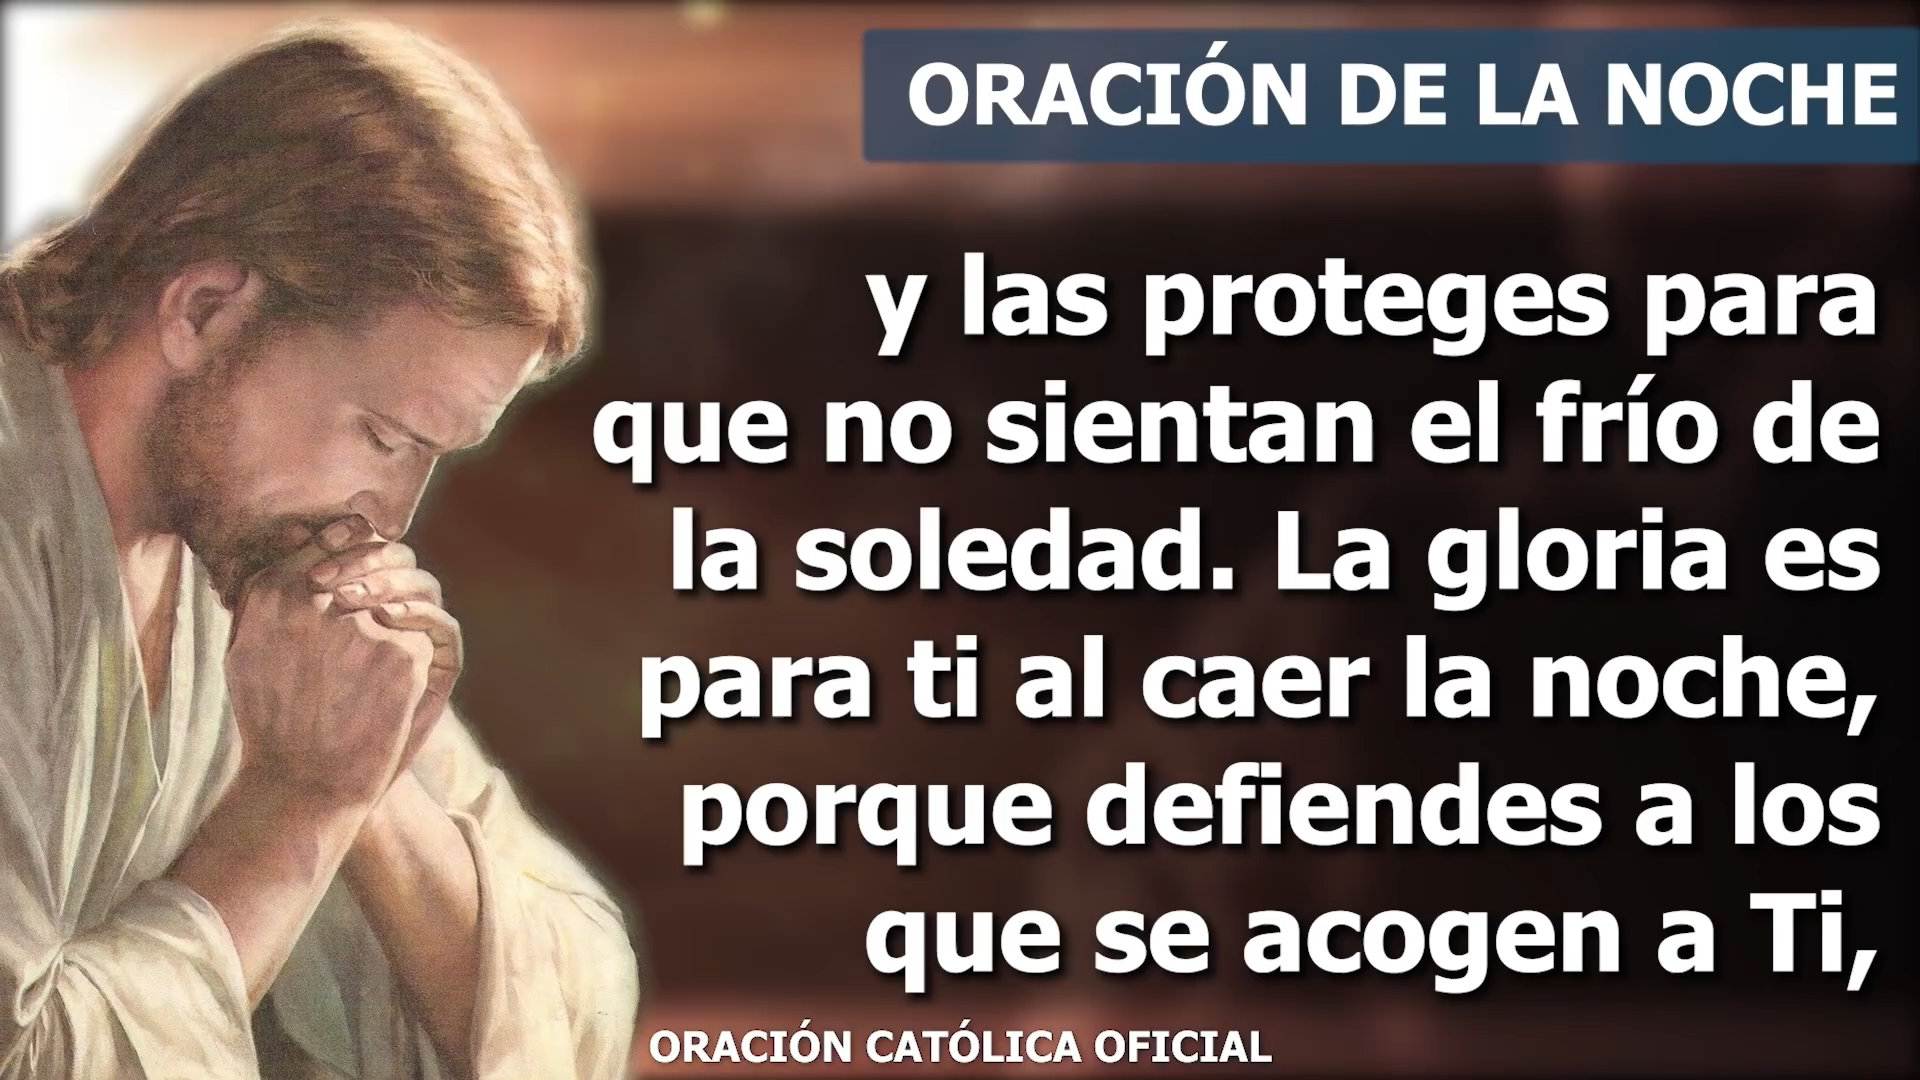 ORACIÓN DE LA NOCHE
y las proteges para
que no sientan el frío de
la soledad. La gloria es
para ti al caer la noche,
porque defiendes a los
que se acogen a Ti,
ORACIÓN CATÓLICA OFICIAL